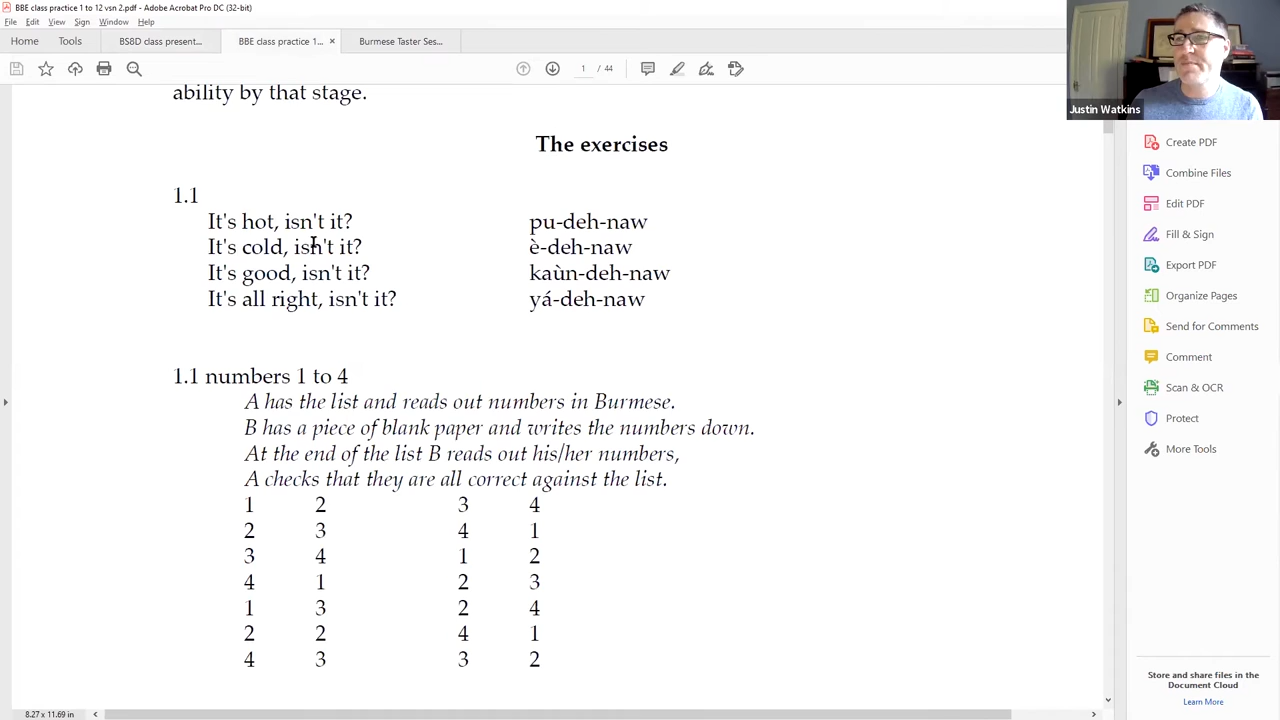 BBE class practice 1 to 12 vsn 2.pdf - Adobe Acrobat Pro DC (32-bit)
File Edit View Sign Window Help
Home Tools BS8D class present... BBE class practice 1... × Burmese Taster Ses...
1 / 44
Justin Watkins
ability by that stage.
The exercises
1.1
It's hot, isn't it? pu-deh-naw
It's cold, isn't it? è-deh-naw
It's good, isn't it? kaùn-deh-naw
It's all right, isn't it? yá-deh-naw
1.1 numbers 1 to 4
A has the list and reads out numbers in Burmese.
B has a piece of blank paper and writes the numbers down.
At the end of the list B reads out his/her numbers,
A checks that they are all correct against the list.
1 2 3 4
2 3 4 1
3 4 1 2
4 1 2 3
1 3 2 4
2 2 4 1
4 3 3 2
8.27 x 11.69 in
Create PDF
Combine Files
Edit PDF
Fill & Sign
Export PDF
Organize Pages
Send for Comments
Comment
Scan & OCR
Protect
More Tools
Store and share files in the
Document Cloud
Learn More